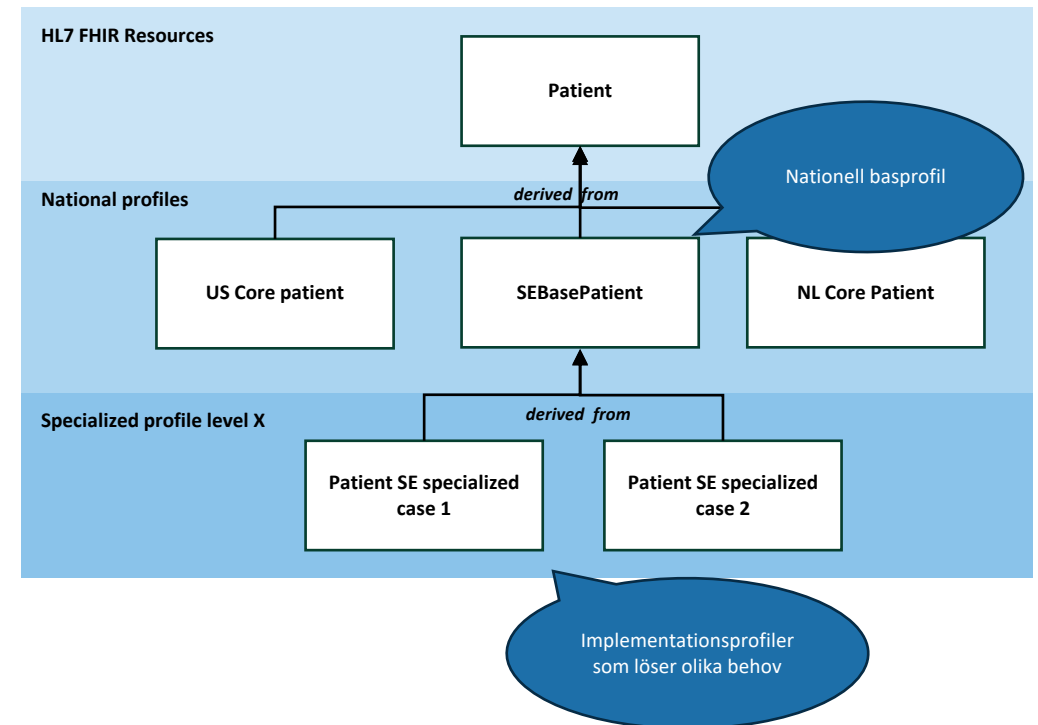 HL7 FHIR Resources
Patient
Nationell basprofil
National profiles
derived from
US Core patient
SEBasePatient
NL Core Patient
Specialized profile level X
derived from
Patient SE specialized
case 1
Patient SE specialized
case 2
Implementationsprofiler
som löser olika behov